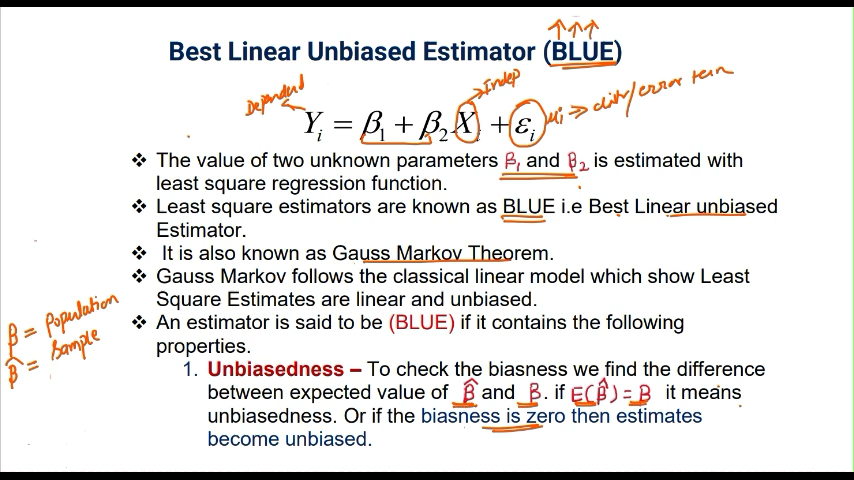 Best Linear Unbiased Estimator (BLUE)
Dependend
Indep
Yᵢ = β₁ + β₂Xᵢ + εᵢ
μᵢ ⇒ distr/error term
❖ The value of two unknown parameters β₁ and β₂ is estimated with
least square regression function.
❖ Least square estimators are known as BLUE i.e Best Linear unbiased
Estimator.
❖ It is also known as Gauss Markov Theorem.
❖ Gauss Markov follows the classical linear model which show Least
Square Estimates are linear and unbiased.
❖ An estimator is said to be (BLUE) if it contains the following
properties.
β = Population
β̂ = Sample
1. Unbiasedness – To check the biasness we find the difference
between expected value of β̂ and β. if E(β̂) = β it means
unbiasedness. Or if the biasness is zero then estimates
become unbiased.